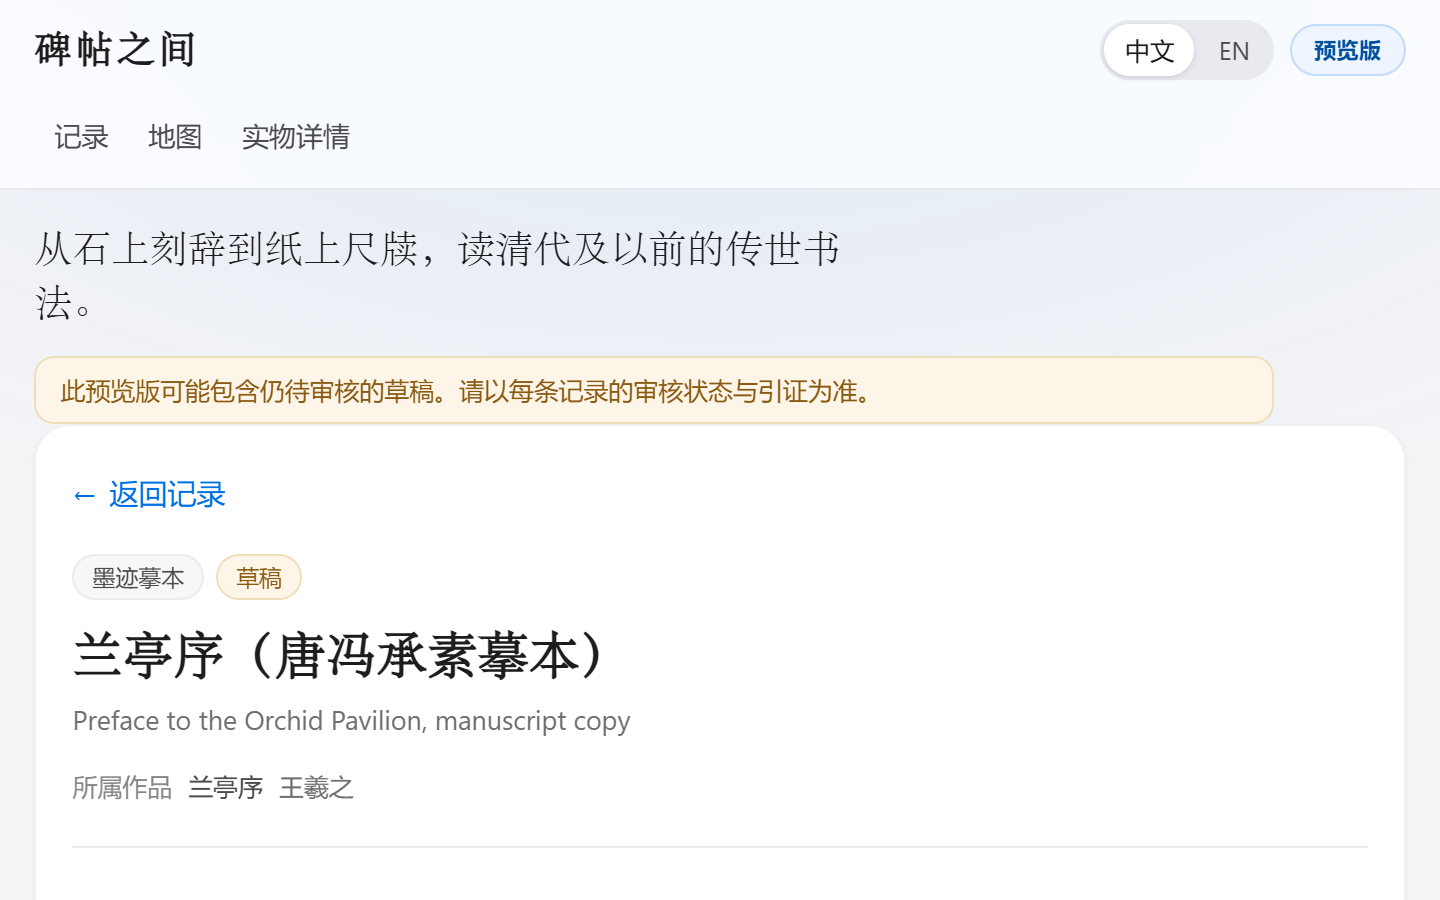 碑帖之间
中文 EN 预览版
记录 地图 实物详情
从石上刻辞到纸上尺牍，读清代及以前的传世书
法。
此预览版可能包含仍待审核的草稿。请以每条记录的审核状态与引证为准。
← 返回记录
墨迹摹本 草稿
兰亭序（唐冯承素摹本）
Preface to the Orchid Pavilion, manuscript copy
所属作品 兰亭序 王羲之